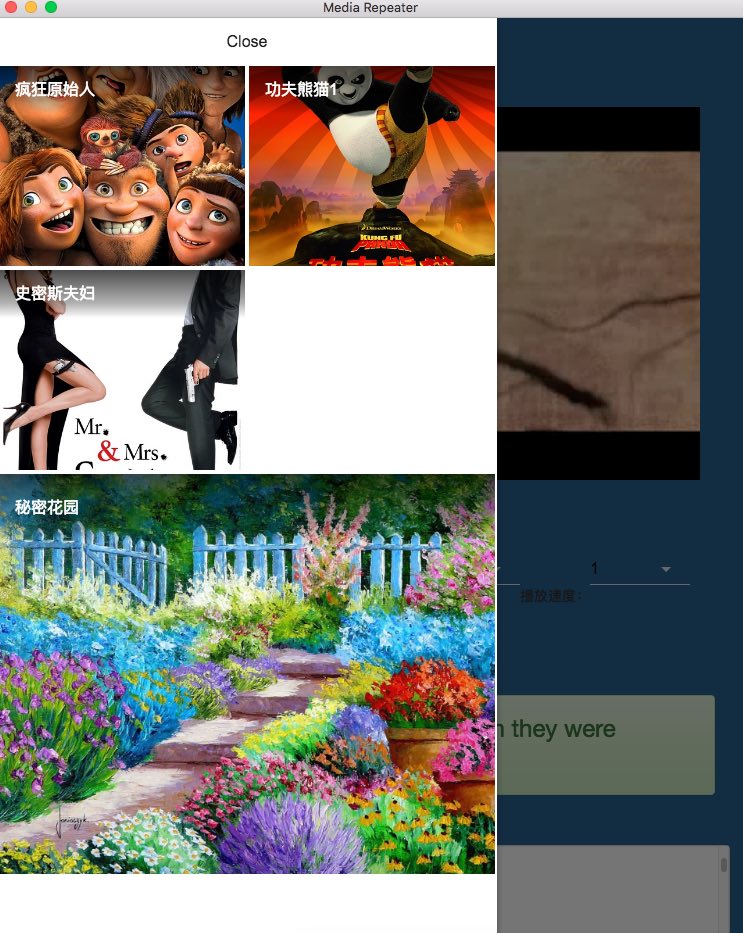 Media Repeater
Close
疯狂原始人
功夫熊猫1
DREAMWORKS
KUNG FU
PANDA
史密斯夫妇
Mr.
& Mrs.
秘密花园
1
播放速度:
they were